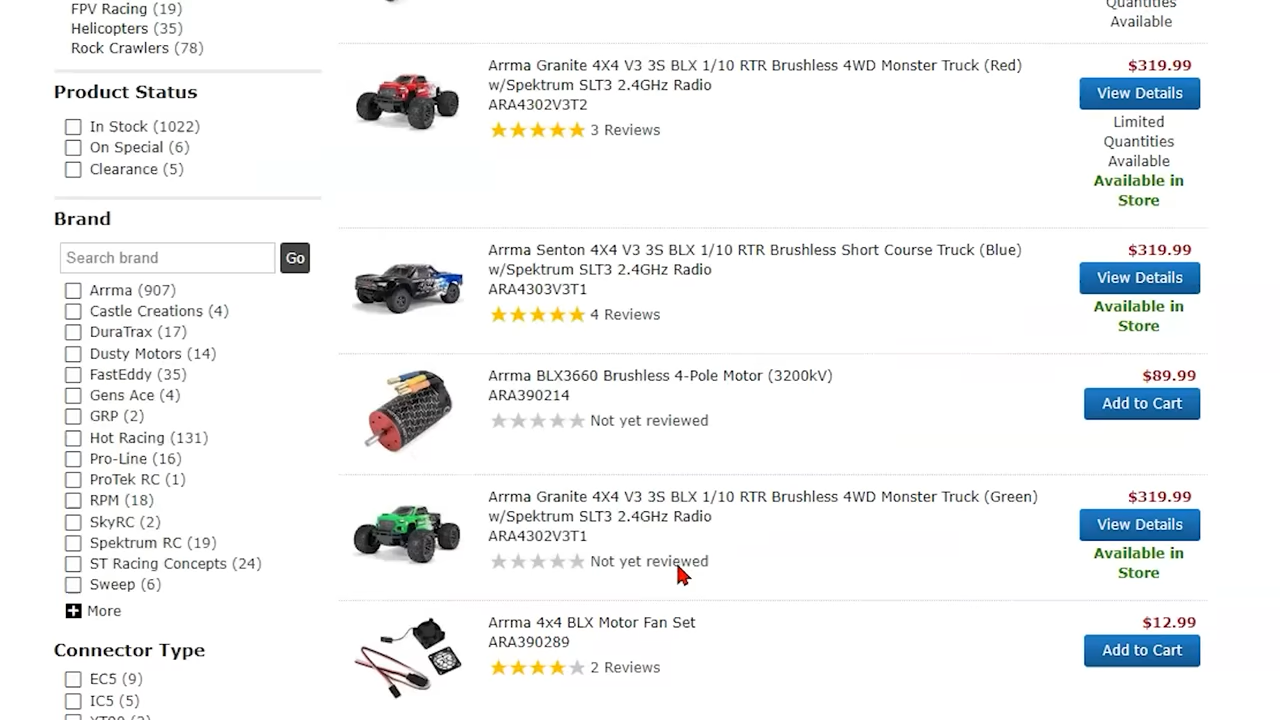 FPV Racing (19)
Helicopters (35)
Rock Crawlers (78)
Product Status
In Stock (1022)
On Special (6)
Clearance (5)
Brand
Search brand
Go
Arrma (907)
Castle Creations (4)
DuraTrax (17)
Dusty Motors (14)
FastEddy (35)
Gens Ace (4)
GRP (2)
Hot Racing (131)
Pro-Line (16)
ProTek RC (1)
RPM (18)
SkyRC (2)
Spektrum RC (19)
ST Racing Concepts (24)
Sweep (6)
More
Connector Type
EC5 (9)
IC5 (5)
Quantities
Available
Arrma Granite 4X4 V3 3S BLX 1/10 RTR Brushless 4WD Monster Truck (Red)
w/Spektrum SLT3 2.4GHz Radio
ARA4302V3T2
3 Reviews
$319.99
View Details
Limited
Quantities
Available
Available in
Store
Arrma Senton 4X4 V3 3S BLX 1/10 RTR Brushless Short Course Truck (Blue)
w/Spektrum SLT3 2.4GHz Radio
ARA4303V3T1
4 Reviews
$319.99
View Details
Available in
Store
Arrma BLX3660 Brushless 4-Pole Motor (3200kV)
ARA390214
Not yet reviewed
$89.99
Add to Cart
Arrma Granite 4X4 V3 3S BLX 1/10 RTR Brushless 4WD Monster Truck (Green)
w/Spektrum SLT3 2.4GHz Radio
ARA4302V3T1
Not yet reviewed
$319.99
View Details
Available in
Store
Arrma 4x4 BLX Motor Fan Set
ARA390289
2 Reviews
$12.99
Add to Cart